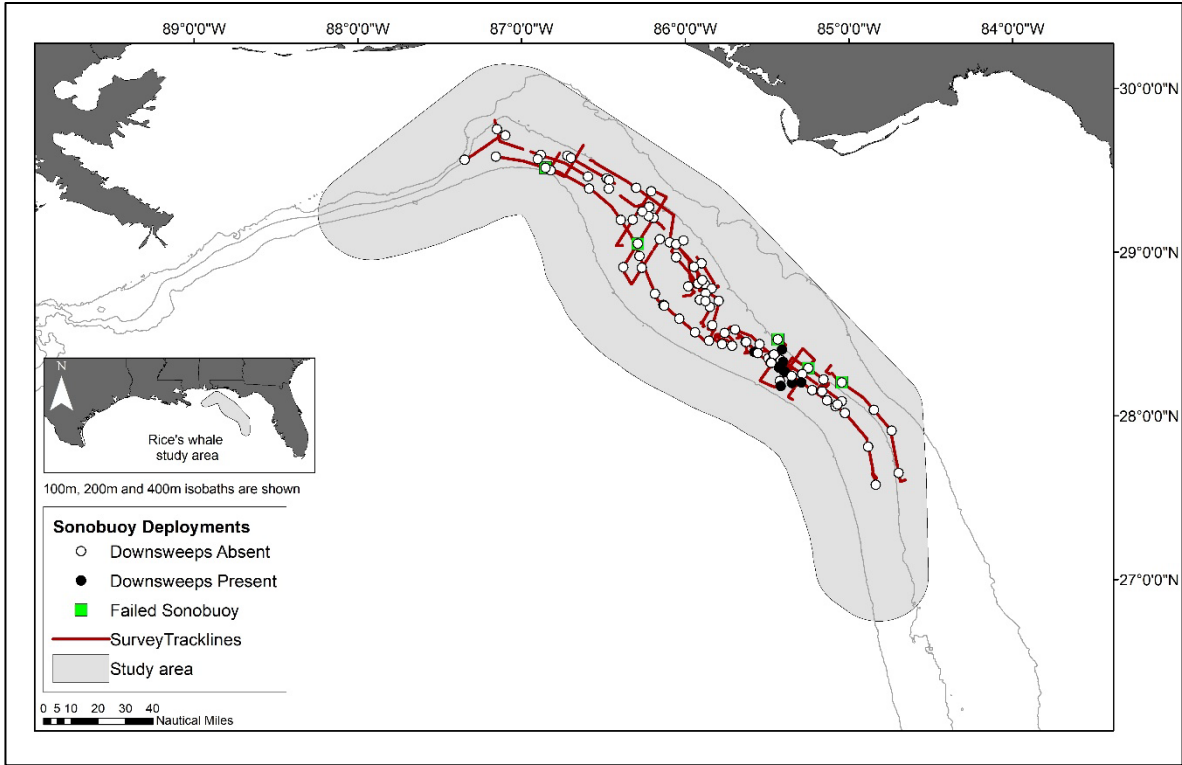 89°0'0"W 88°0'0"W 87°0'0"W 86°0'0"W 85°0'0"W 84°0'0"W
30°0'0"N
29°0'0"N
28°0'0"N
27°0'0"N
N
Rice's whale
study area
100m, 200m and 400m isobaths are shown
Sonobuoy Deployments
Downsweeps Absent
Downsweeps Present
Failed Sonobuoy
SurveyTracklines
Study area
0 5 10 20 30 40
Nautical Miles